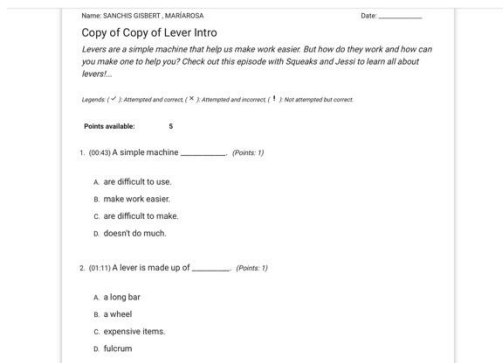 Name: SANCHIS GISBERT , MARÍAROSA Date: ____________
Copy of Copy of Lever Intro
Levers are a simple machine that help us make work easier. But how do they work and how can
you make one to help you? Check out this episode with Squeaks and Jessi to learn all about
levers!...
Legends: ( ✓ ): Attempted and correct, ( ✕ ): Attempted and incorrect, ( ! ): Not attempted but correct.
Points available: 5
1. (00:43) A simple machine __________. (Points: 1)
A. are difficult to use.
B. make work easier.
C. are difficult to make.
D. doesn't do much.
2. (01:11) A lever is made up of ________. (Points: 1)
A. a long bar
B. a wheel
C. expensive items.
D. fulcrum